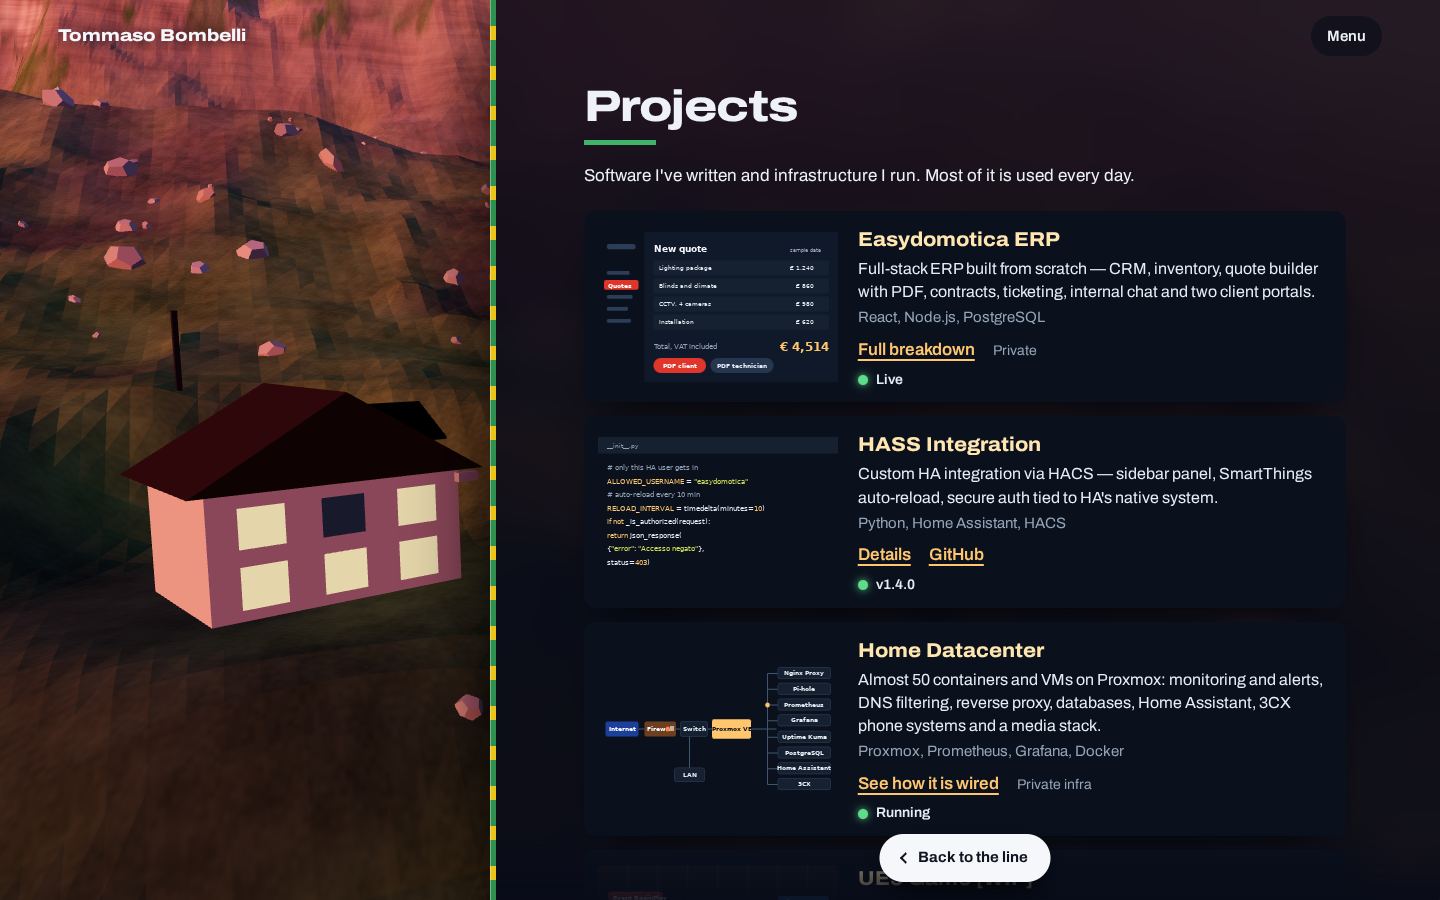 Tommaso Bombelli
Menu
Projects
Software I've written and infrastructure I run. Most of it is used every day.
New quote
sample data
Lighting package € 1.240
Blinds and climate € 860
CCTV, 4 cameras € 980
Installation € 620
Quotes
Total, VAT included € 4,514
PDF client PDF technician
Easydomotica ERP
Full-stack ERP built from scratch — CRM, inventory, quote builder
with PDF, contracts, ticketing, internal chat and two client portals.
React, Node.js, PostgreSQL
Full breakdown Private
Live
__init__.py
# only this HA user gets in
ALLOWED_USERNAME = "easydomotica"
# auto-reload every 10 min
RELOAD_INTERVAL = timedelta(minutes=10)
if not _is_authorized(request):
return json_response(
{"error": "Accesso negato"},
status=403)
HASS Integration
Custom HA integration via HACS — sidebar panel, SmartThings
auto-reload, secure auth tied to HA's native system.
Python, Home Assistant, HACS
Details GitHub
v1.4.0
Internet
Firewall
Switch
Proxmox VE
LAN
Nginx Proxy
Pi-hole
Prometheus
Grafana
Uptime Kuma
PostgreSQL
Home Assistant
3CX
Home Datacenter
Almost 50 containers and VMs on Proxmox: monitoring and alerts,
DNS filtering, reverse proxy, databases, Home Assistant, 3CX
phone systems and a media stack.
Proxmox, Prometheus, Grafana, Docker
See how it is wired Private infra
Running
Back to the line
UE5 Game [WIP]